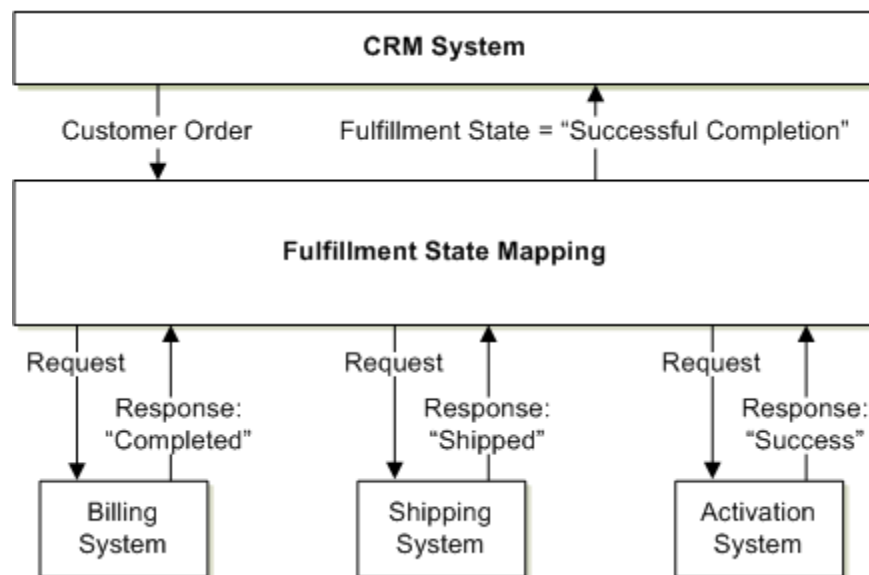 CRM System
Customer Order
Fulfillment State = “Successful Completion”
Fulfillment State Mapping
Request
Response:
“Completed”
Request
Response:
“Shipped”
Request
Response:
“Success”
Billing
System
Shipping
System
Activation
System